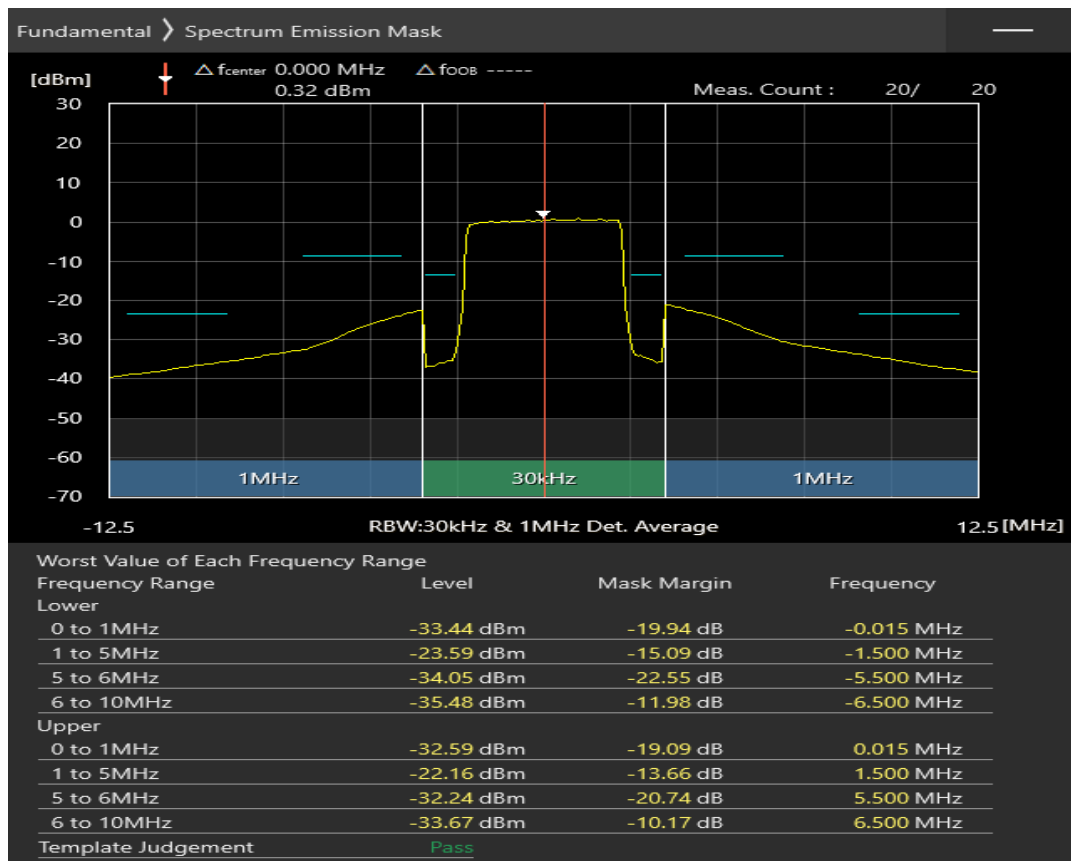 Fundamental ❯ Spectrum Emission Mask
[dBm] △ fcenter 0.000 MHz △ fOOB -----
0.32 dBm Meas. Count : 20/ 20
30
20
10
0
-10
-20
-30
-40
-50
-60
-70
1MHz 30kHz 1MHz
-12.5 RBW:30kHz & 1MHz Det. Average 12.5 [MHz]
Worst Value of Each Frequency Range
Frequency Range Level Mask Margin Frequency
Lower
0 to 1MHz -33.44 dBm -19.94 dB -0.015 MHz
1 to 5MHz -23.59 dBm -15.09 dB -1.500 MHz
5 to 6MHz -34.05 dBm -22.55 dB -5.500 MHz
6 to 10MHz -35.48 dBm -11.98 dB -6.500 MHz
Upper
0 to 1MHz -32.59 dBm -19.09 dB 0.015 MHz
1 to 5MHz -22.16 dBm -13.66 dB 1.500 MHz
5 to 6MHz -32.24 dBm -20.74 dB 5.500 MHz
6 to 10MHz -33.67 dBm -10.17 dB 6.500 MHz
Template Judgement Pass